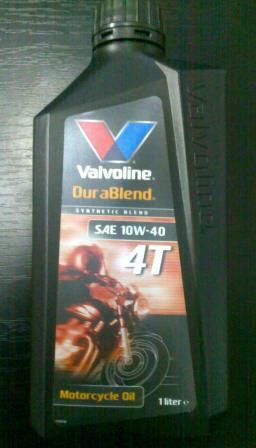 Valvoline
Valvoline.
DuraBlend.
SYNTHETIC BLEND
SAE 10W-40
4T
Motorcycle Oil
1 liter e